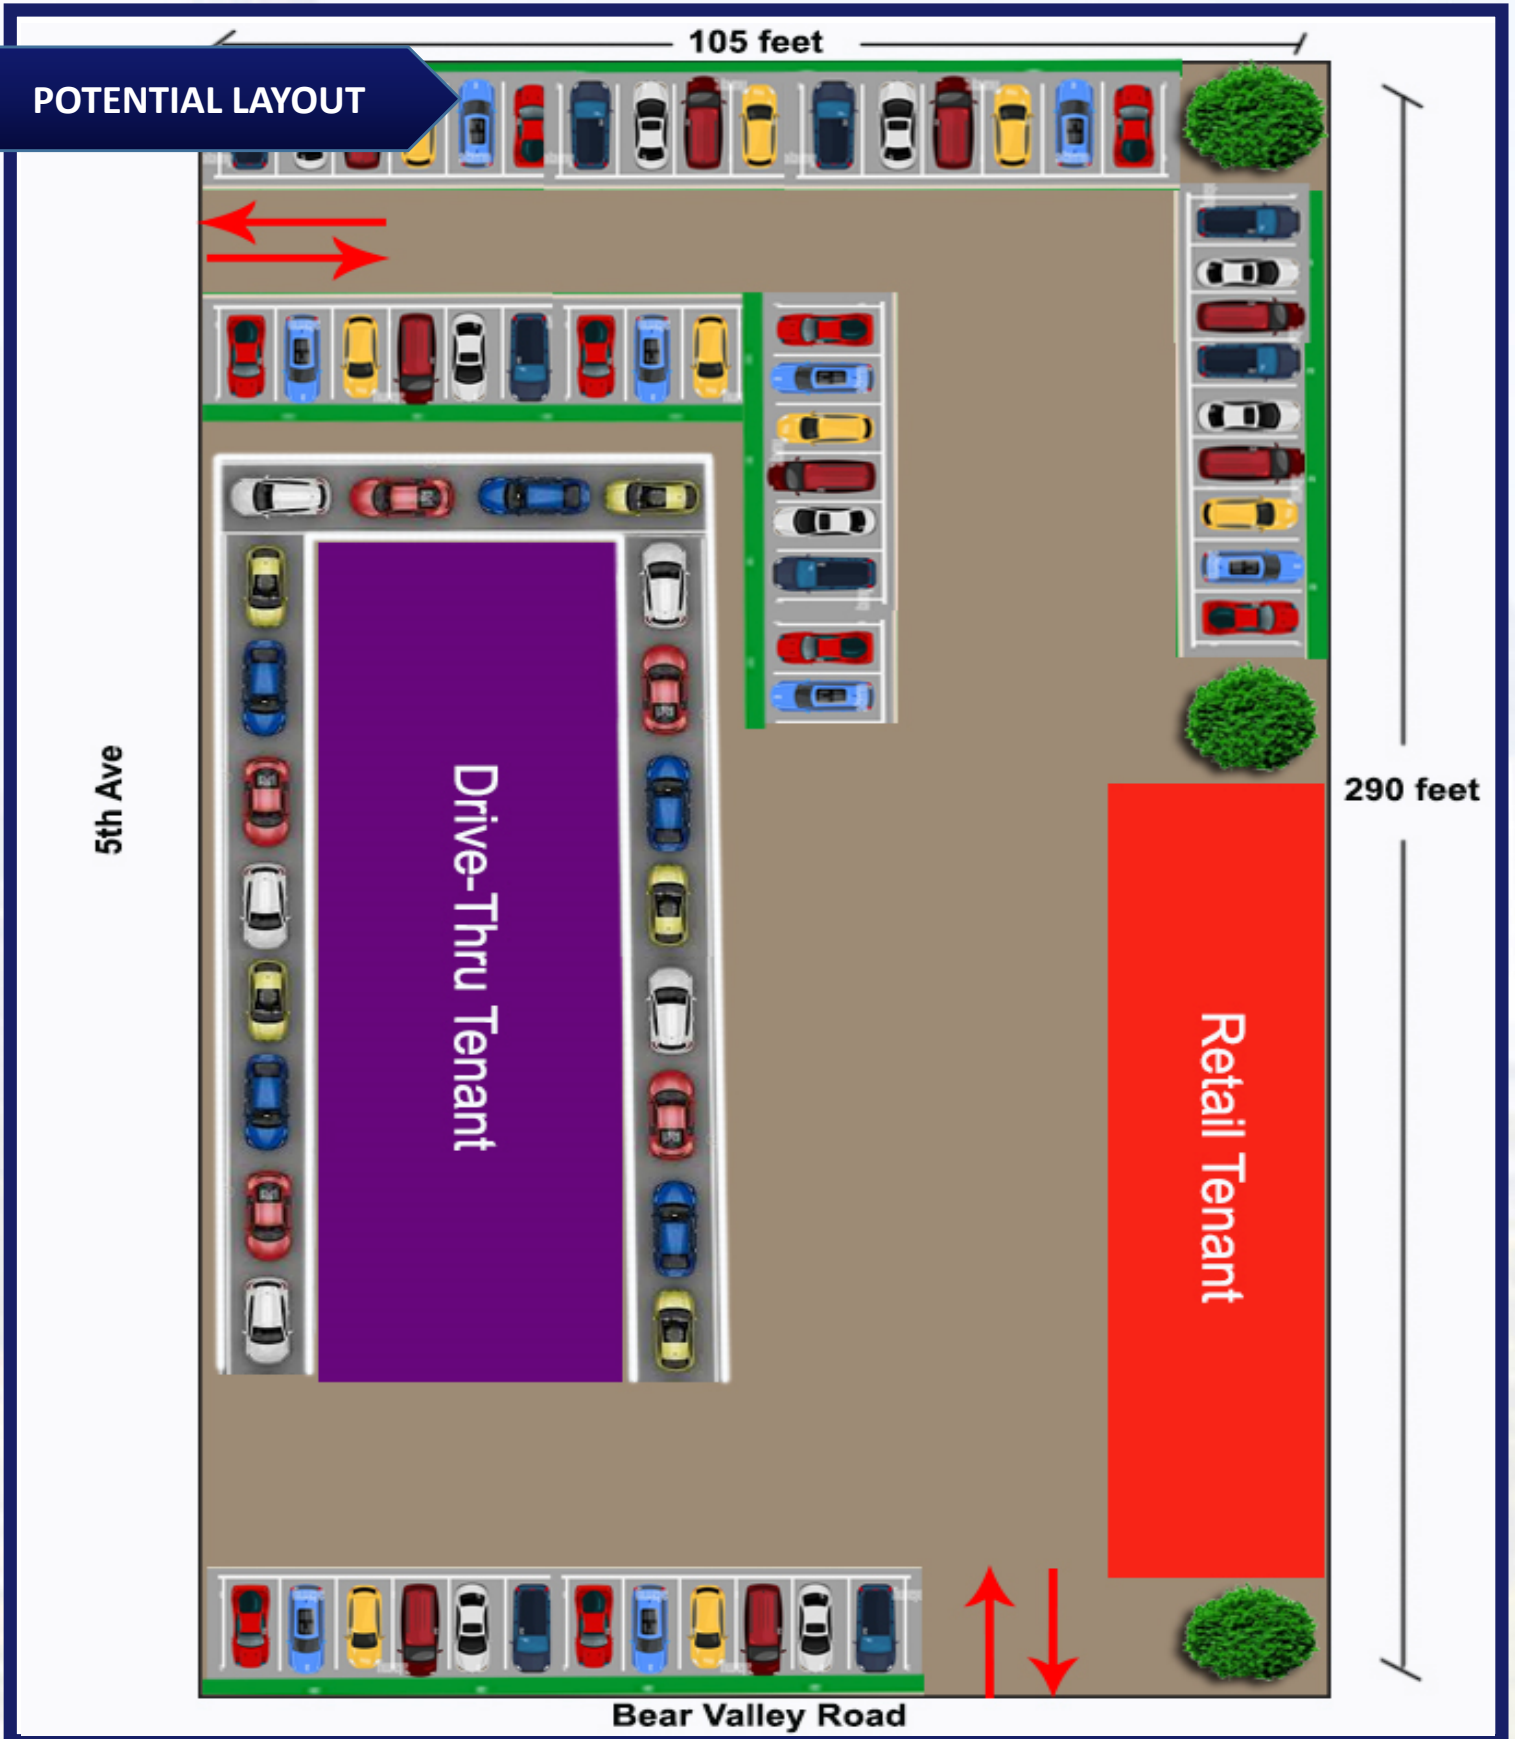 105 feet
POTENTIAL LAYOUT
5th Ave
Drive-Thru Tenant
290 feet
Retail Tenant
Bear Valley Road